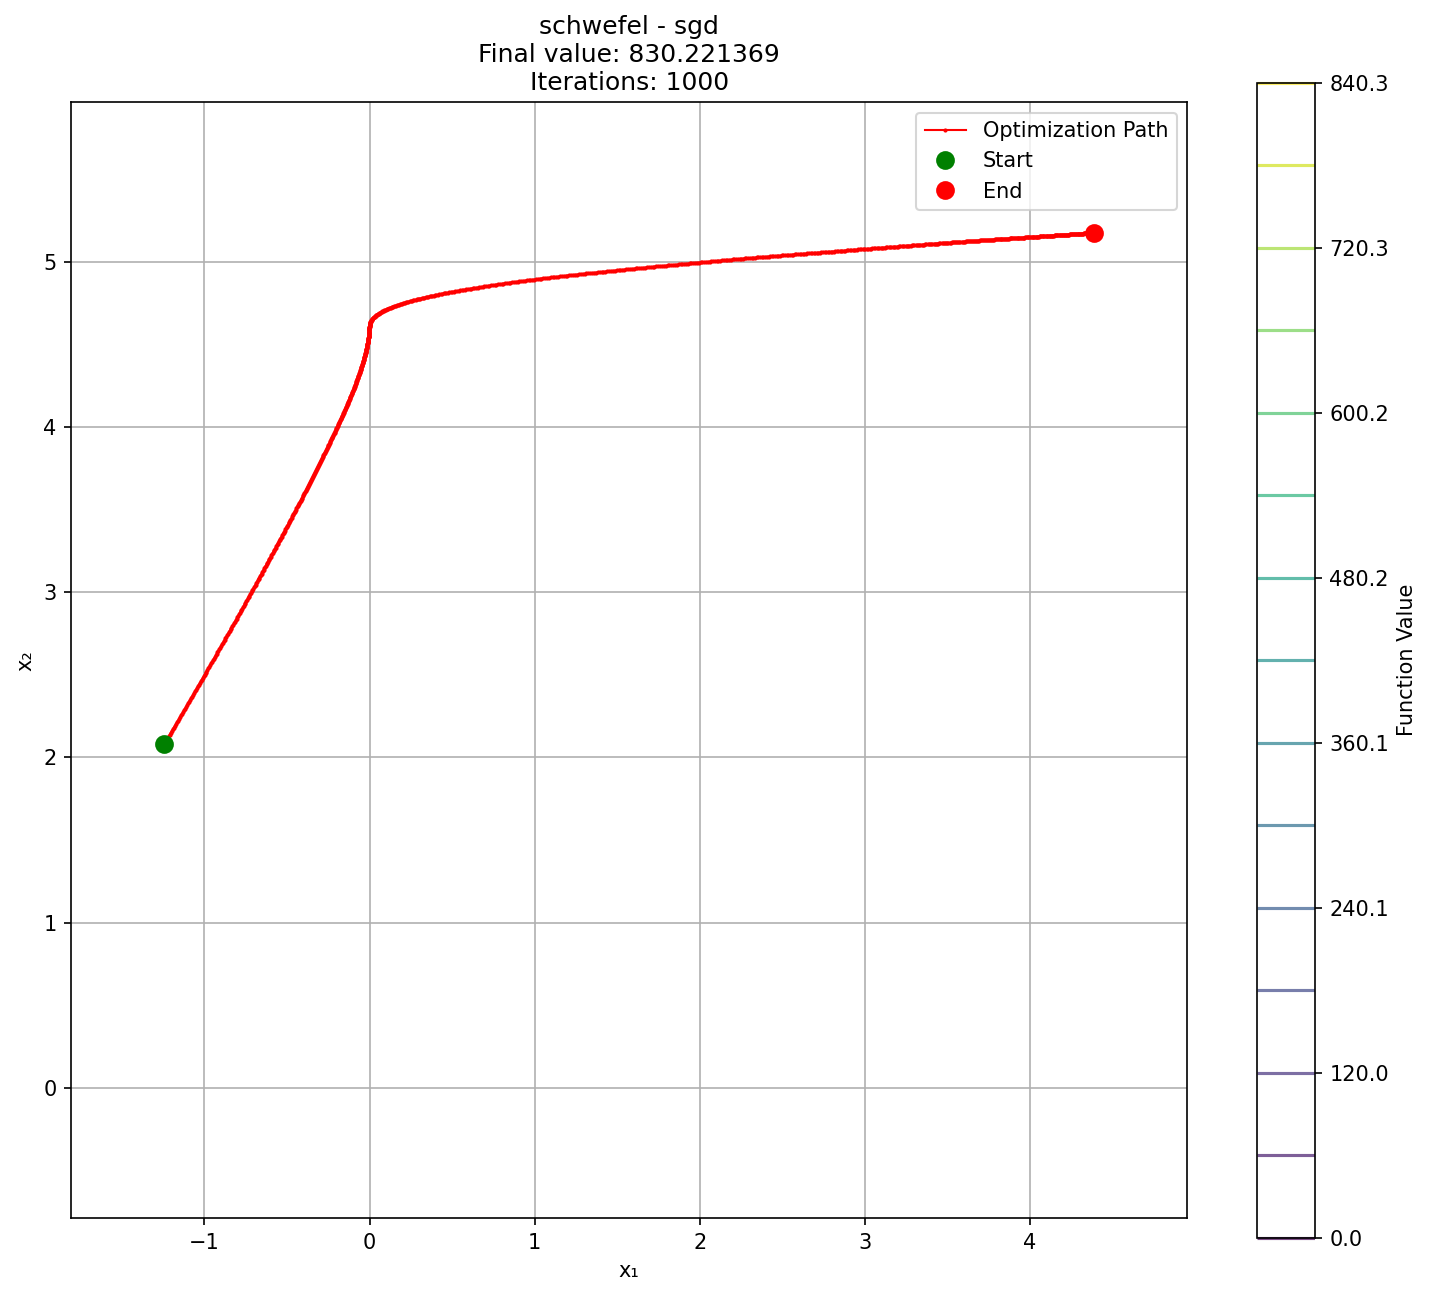 schwefel - sgd
Final value: 830.221369
Iterations: 1000
Optimization Path
Start
End
5
4
3
2
1
0
x₂
−1
0
1
2
3
4
x₁
840.3
720.3
600.2
480.2
360.1
240.1
120.0
0.0
Function Value